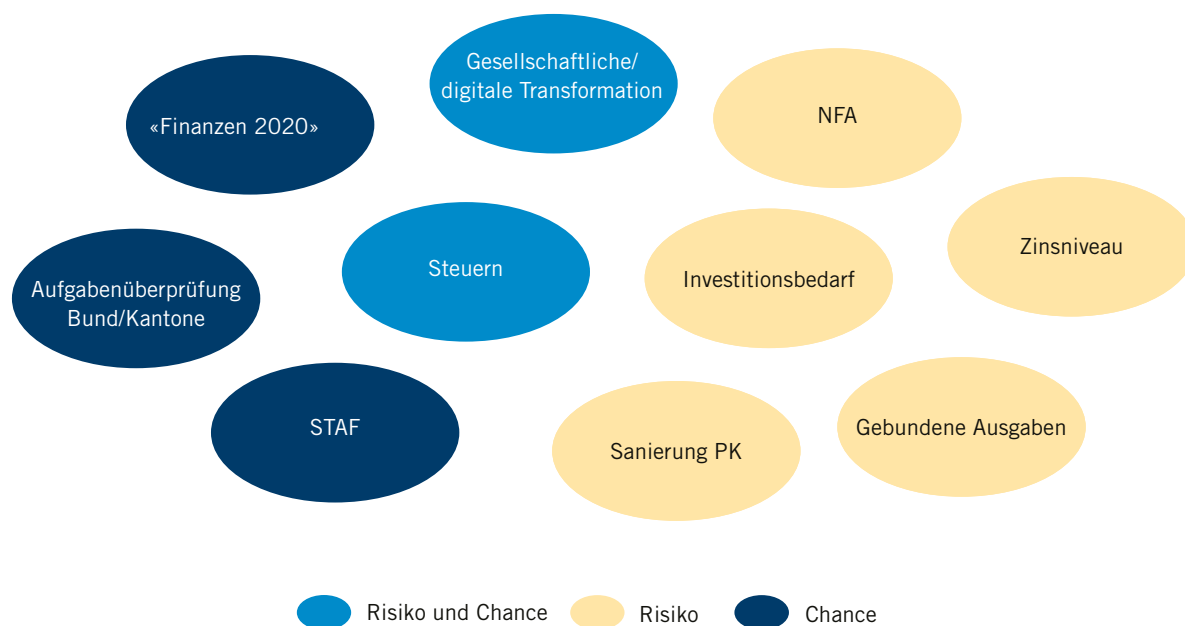 Gesellschaftliche/
digitale Transformation
«Finanzen 2020»
NFA
Zinsniveau
Steuern
Investitionsbedarf
Aufgabenüberprüfung
Bund/Kantone
STAF
Sanierung PK
Gebundene Ausgaben
Risiko und Chance
Risiko
Chance